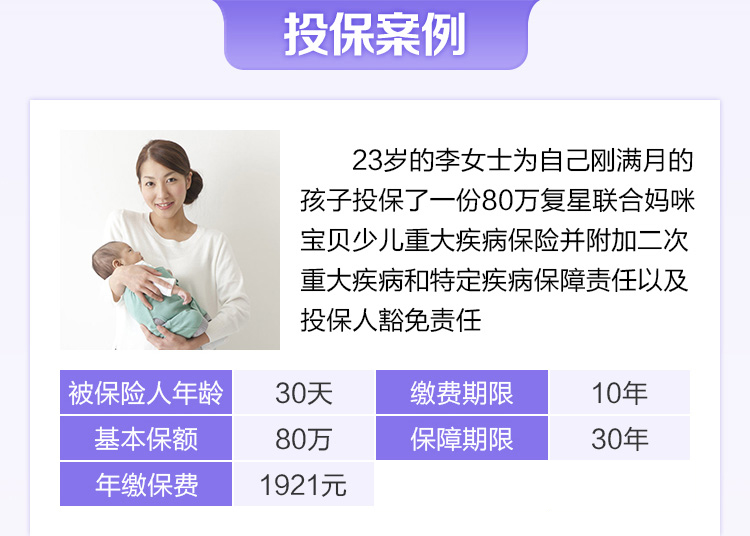 投保案例
23岁的李女士为自己刚满月的
孩子投保了一份80万复星联合妈咪
宝贝少儿重大疾病保险并附加二次
重大疾病和特定疾病保障责任以及
投保人豁免责任
被保险人年龄 30天 缴费期限 10年
基本保额 80万 保障期限 30年
年缴保费 1921元